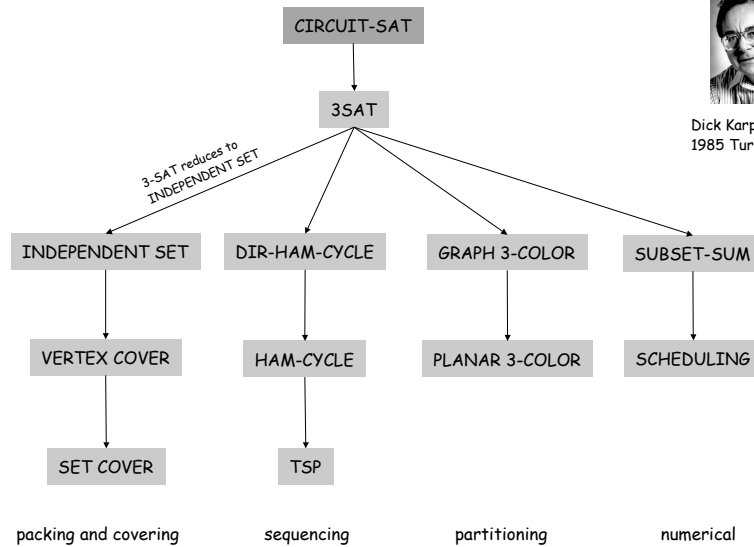 CIRCUIT-SAT
Dick Karp
1985 Tur
3SAT
3-SAT reduces to
INDEPENDENT SET
INDEPENDENT SET
DIR-HAM-CYCLE
GRAPH 3-COLOR
SUBSET-SUM
VERTEX COVER
HAM-CYCLE
PLANAR 3-COLOR
SCHEDULING
SET COVER
TSP
packing and covering
sequencing
partitioning
numerical